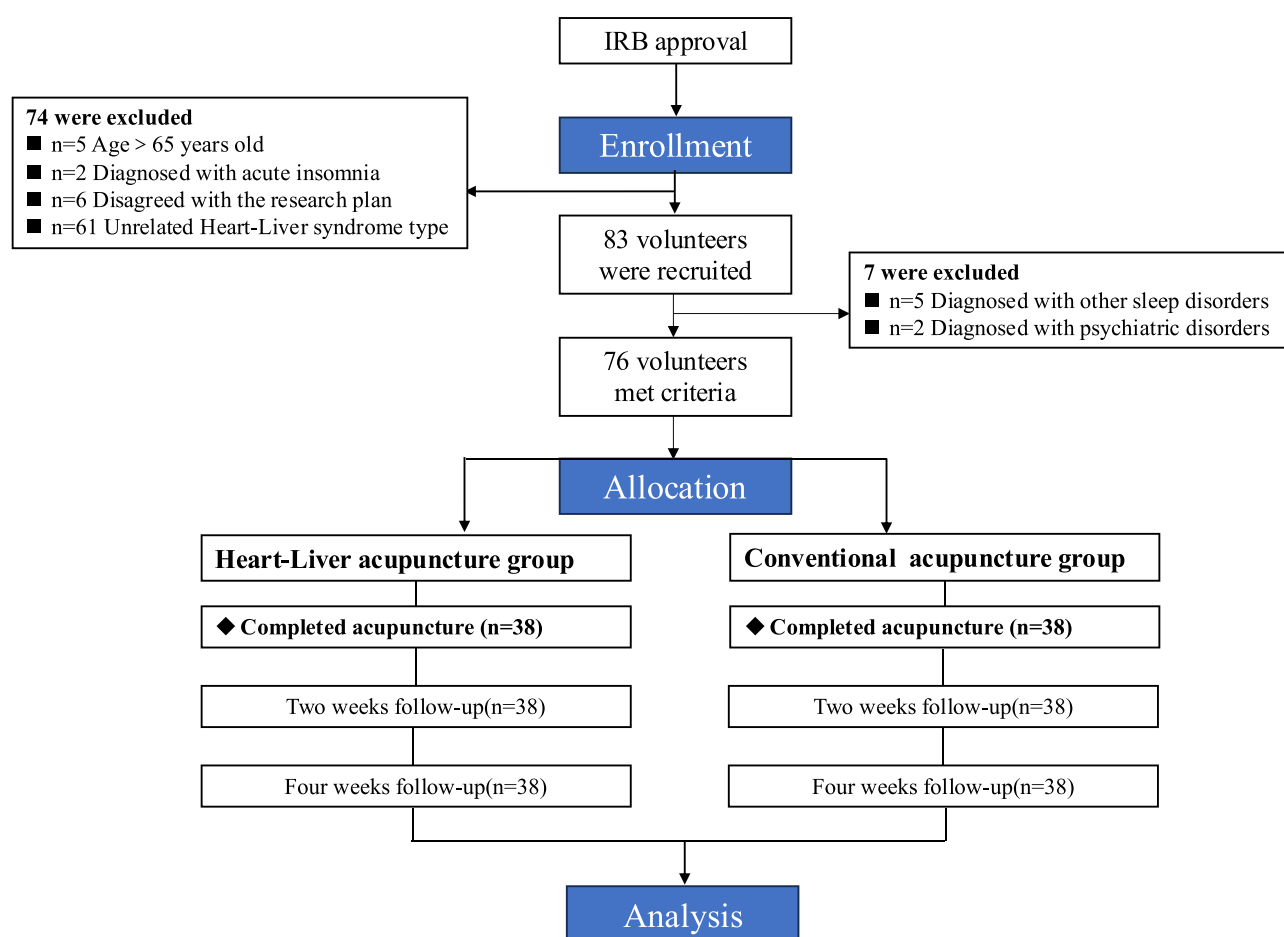 IRB approval
Enrollment
74 were excluded
■ n=5 Age > 65 years old
■ n=2 Diagnosed with acute insomnia
■ n=6 Disagreed with the research plan
■ n=61 Unrelated Heart-Liver syndrome type
83 volunteers
were recruited
7 were excluded
■ n=5 Diagnosed with other sleep disorders
■ n=2 Diagnosed with psychiatric disorders
76 volunteers
met criteria
Allocation
Heart-Liver acupuncture group
◆ Completed acupuncture (n=38)
Two weeks follow-up(n=38)
Four weeks follow-up(n=38)
Conventional acupuncture group
◆ Completed acupuncture (n=38)
Two weeks follow-up(n=38)
Four weeks follow-up(n=38)
Analysis